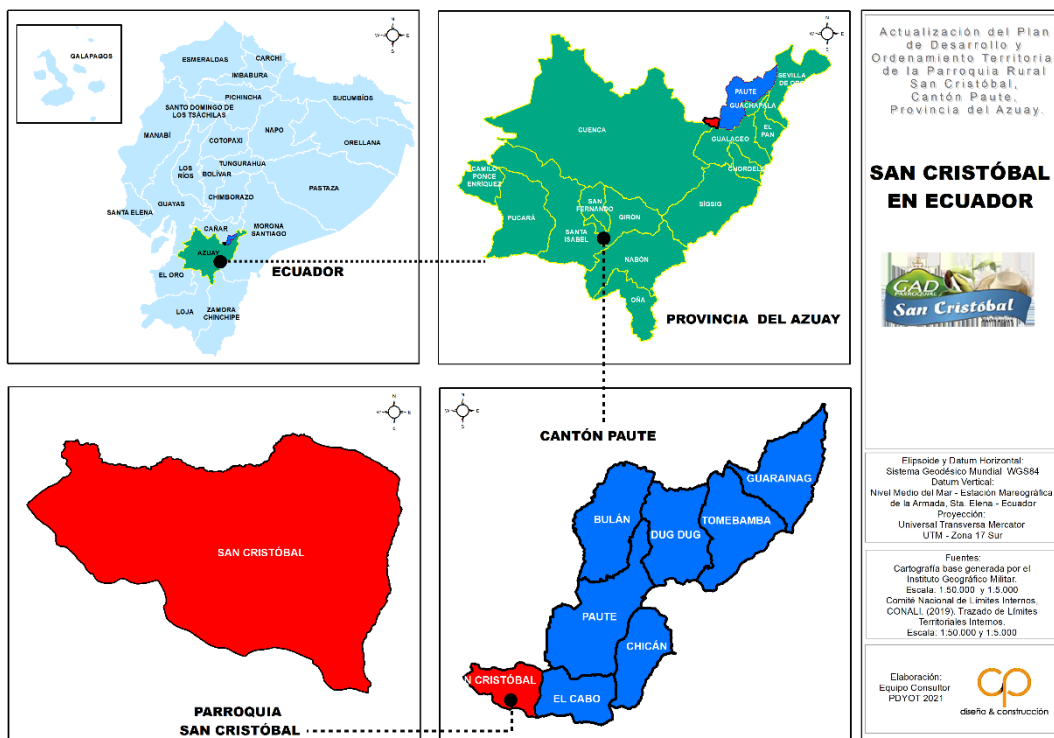 GALÁPAGOS
ESMERALDAS
CARCHI
IMBABURA
PICHINCHA
SUCUMBÍOS
SANTO DOMINGO DE
LOS TSÁCHILAS
NAPO
MANABÍ
COTOPAXI
ORELLANA
TUNGURAHUA
LOS
RÍOS
BOLÍVAR
PASTAZA
CHIMBORAZO
GUAYAS
SANTA ELENA
CAÑAR
MORONA
SANTIAGO
AZUAY
EL ORO
LOJA
ZAMORA
CHINCHIPE
ECUADOR
N
W
E
S
SEVILLA
DE ORO
PAUTE
GUACHAPALA
EL
PAN
CUENCA
GUALACEO
CHORDELEG
CAMILO
PONCE
ENRÍQUEZ
SAN
FERNANDO
GIRÓN
SÍGSIG
PUCARÁ
SANTA
ISABEL
NABÓN
OÑA
PROVINCIA DEL AZUAY
N
W
E
S
SAN CRISTÓBAL
PARROQUIA
SAN CRISTÓBAL
N
S
CANTÓN PAUTE
N
E
S
GUARAINAG
BULÁN
TOMEBAMBA
DUG DUG
PAUTE
CHICÁN
N CRISTÓBAL
EL CABO
Actualización del Plan
de Desarrollo y
Ordenamiento Territoria
de la Parroquia Rural
San Cristóbal,
Cantón Paute,
Provincia del Azuay.
SAN CRISTÓBAL
EN ECUADOR
GAD
PARROQUIAL
San Cristóbal
Elipsoide y Datum Horizontal:
Sistema Geodésico Mundial WGS84
Datum Vertical:
Nivel Medio del Mar - Estación Mareográfica
de la Armada, Sta. Elena - Ecuador
Proyección:
Universal Transversa Mercator
UTM - Zona 17 Sur
Fuentes:
Cartografía base generada por el
Instituto Geográfico Militar.
Escala: 1:50.000 y 1:5.000
Comité Nacional de Límites Internos,
CONALI. (2019). Trazado de Límites
Territoriales Internos.
Escala: 1:50.000 y 1:5.000
Elaboración:
Equipo Consultor
PDYOT 2021
cp
diseño & construcción